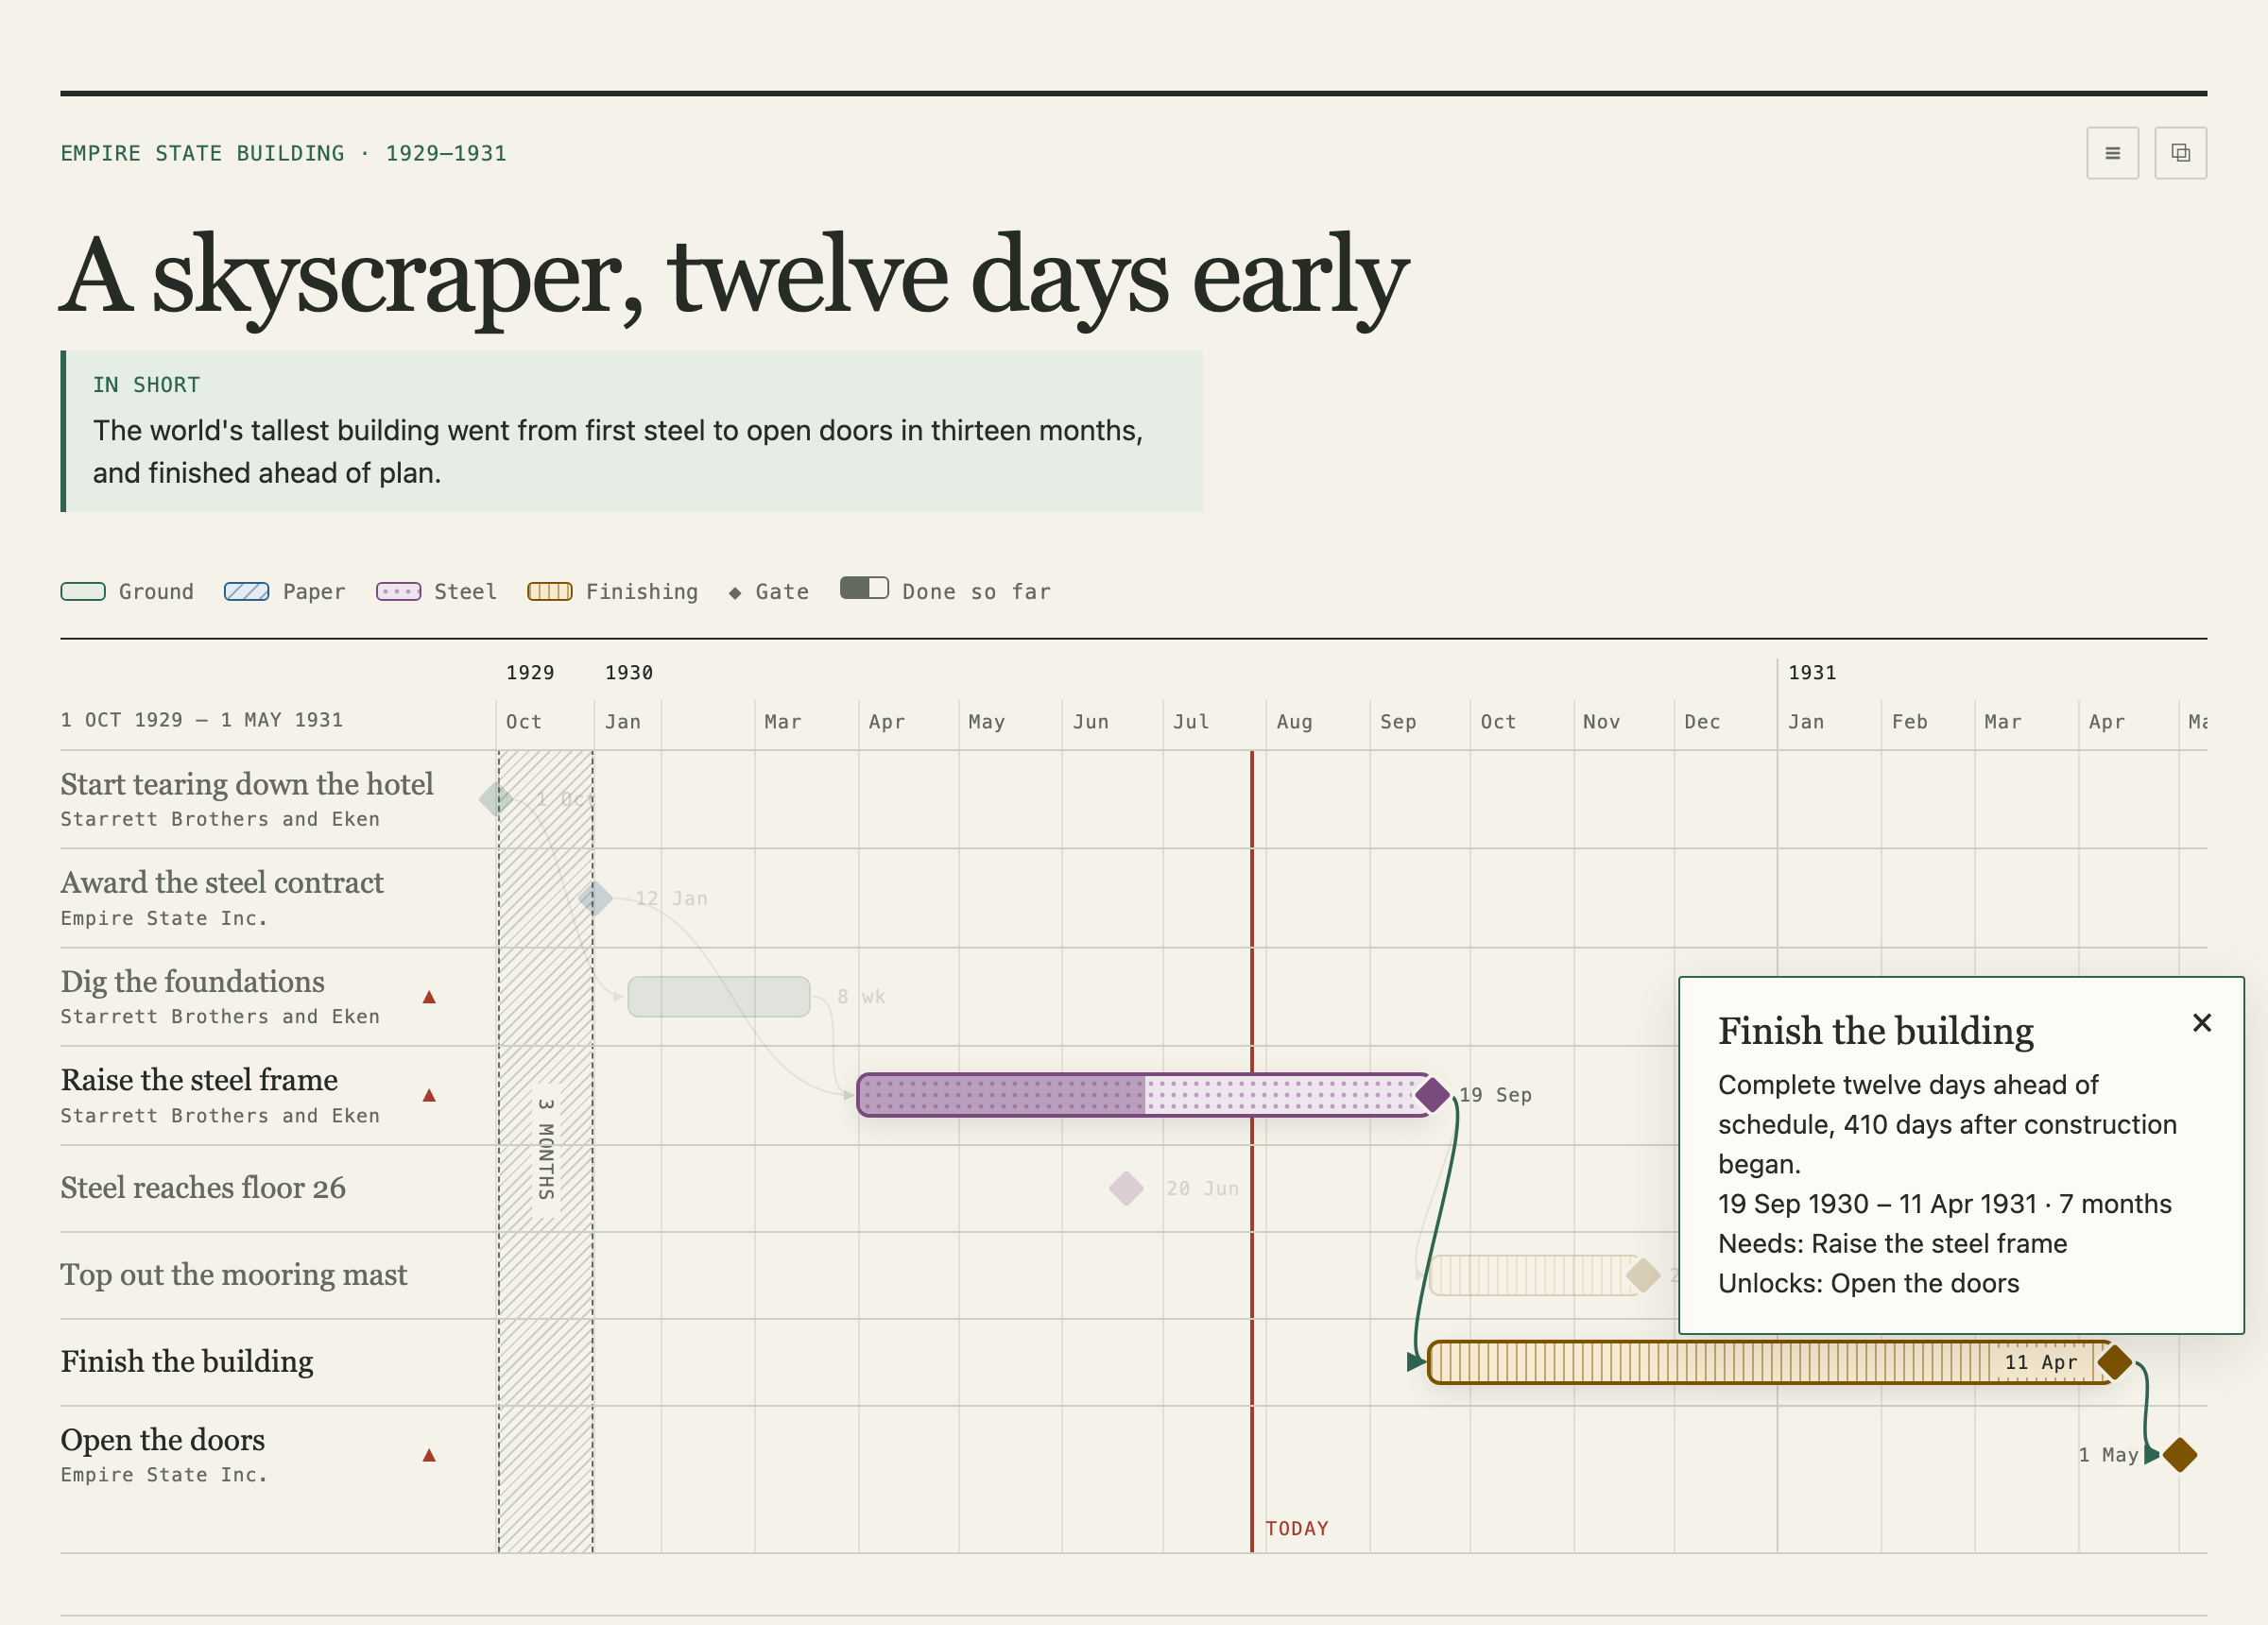 EMPIRE STATE BUILDING · 1929–1931
A skyscraper, twelve days early
IN SHORT
The world's tallest building went from first steel to open doors in thirteen months,
and finished ahead of plan.
Ground
Paper
Steel
Finishing
Gate
Done so far
1929
1930
1931
1 OCT 1929 – 1 MAY 1931
Oct
Jan
Mar
Apr
May
Jun
Jul
Aug
Sep
Oct
Nov
Dec
Jan
Feb
Mar
Apr
Start tearing down the hotel
Starrett Brothers and Eken
1 Oct
Award the steel contract
Empire State Inc.
12 Jan
Dig the foundations
Starrett Brothers and Eken
8 wk
Raise the steel frame
Starrett Brothers and Eken
19 Sep
3 MONTHS
Steel reaches floor 26
20 Jun
Top out the mooring mast
Finish the building
Complete twelve days ahead of
schedule, 410 days after construction
began.
19 Sep 1930 – 11 Apr 1931 · 7 months
Needs: Raise the steel frame
Unlocks: Open the doors
Finish the building
11 Apr
Open the doors
Empire State Inc.
1 May
TODAY